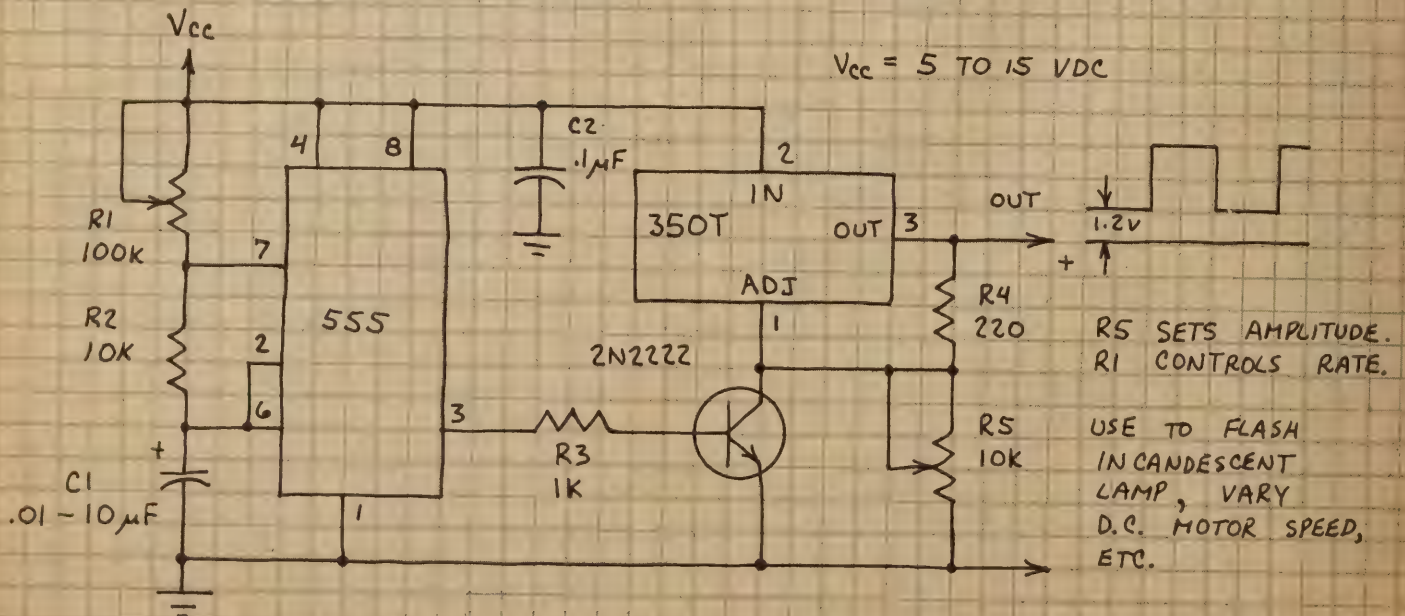 Vcc
Vcc = 5 TO 15 VDC
4
8
C2
.1µF
2
IN
350T
OUT
3
ADJ
1
OUT
+
1.2V
R1
100K
7
R2
10K
555
2
6
3
2N2222
R4
220
R5 SETS AMPLITUDE.
R1 CONTROLS RATE.
+
C1
.01-10µF
R3
1K
R5
10K
1
USE TO FLASH
INCANDESCENT
LAMP, VARY
D.C. MOTOR SPEED,
ETC.